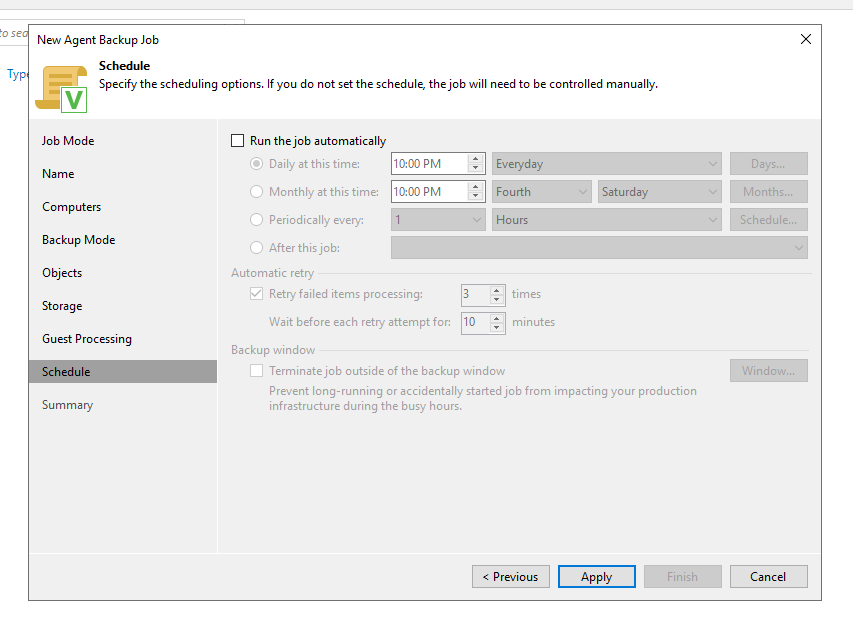 to sea
New Agent Backup Job
Type
Schedule
Specify the scheduling options. If you do not set the schedule, the job will need to be controlled manually.
V
Job Mode
Name
Computers
Backup Mode
Objects
Storage
Guest Processing
Schedule
Summary
Run the job automatically
Daily at this time: 10:00 PM Everyday Days...
Monthly at this time: 10:00 PM Fourth Saturday Months...
Periodically every: 1 Hours Schedule...
After this job:
Automatic retry
Retry failed items processing: 3 times
Wait before each retry attempt for: 10 minutes
Backup window
Terminate job outside of the backup window Window...
Prevent long-running or accidentally started job from impacting your production
infrastructure during the busy hours.
< Previous Apply Finish Cancel